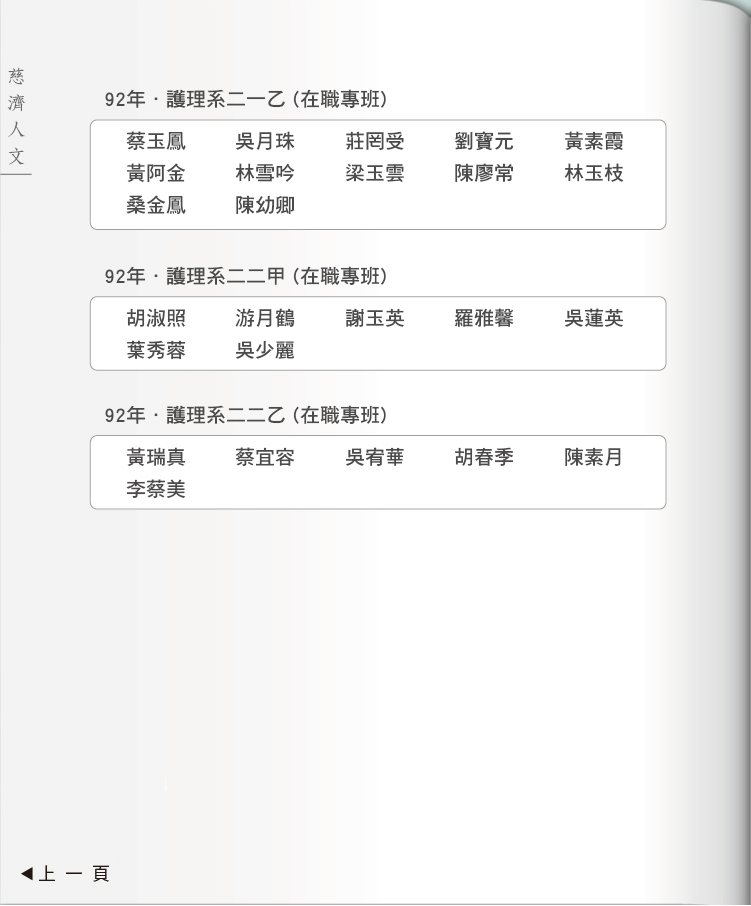 慈濟人文
92年·護理系二一乙(在職專班)
蔡玉鳳 吳月珠 莊罔受 劉寶元 黃素霞
黃阿金 林雪吟 梁玉雲 陳廖常 林玉枝
桑金鳳 陳幼卿
92年·護理系二二甲(在職專班)
胡淑照 游月鶴 謝玉英 羅雅馨 吳蓮英
葉秀蓉 吳少麗
92年·護理系二二乙(在職專班)
黃瑞真 蔡宜容 吳宥華 胡春季 陳素月
李蔡美
◀上一頁